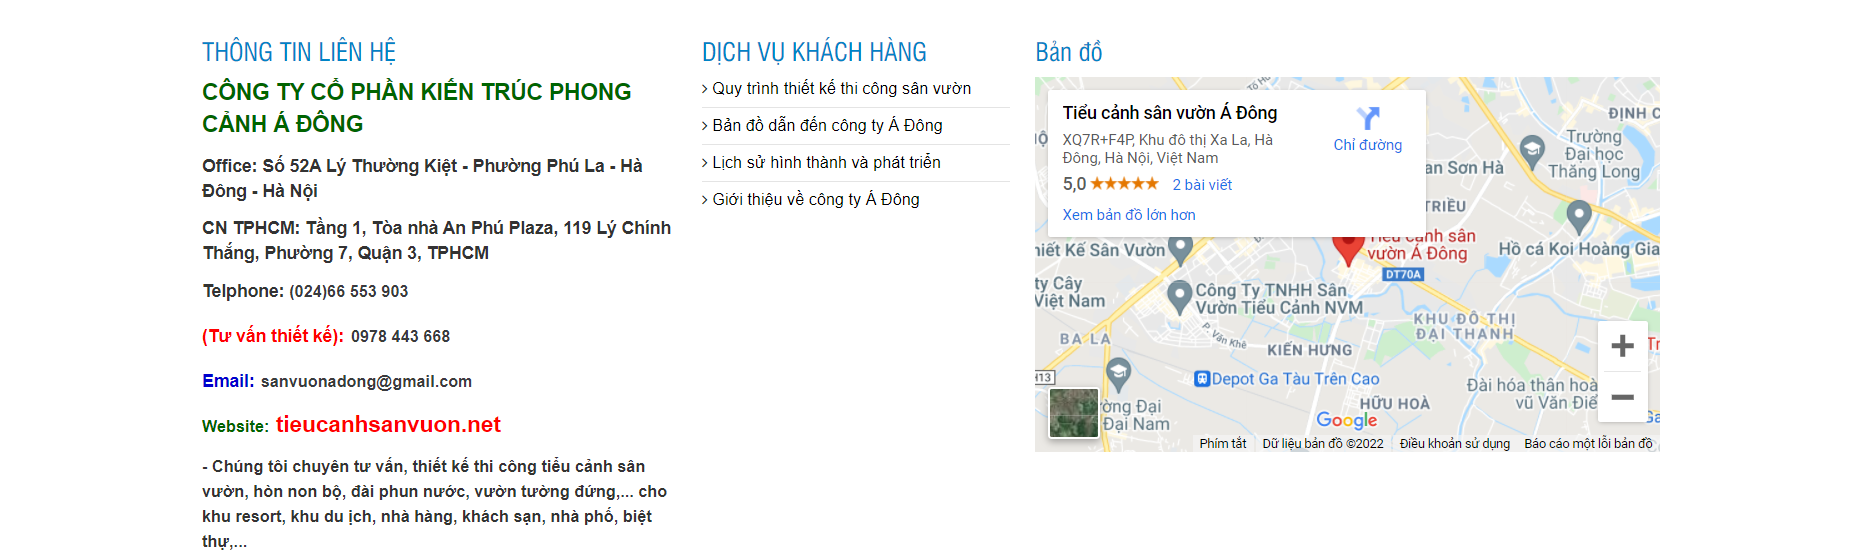 THÔNG TIN LIÊN HỆ
CÔNG TY CỔ PHẦN KIẾN TRÚC PHONG
CẢNH Á ĐÔNG
Office: Số 52A Lý Thường Kiệt - Phường Phú La - Hà
Đông - Hà Nội
CN TPHCM: Tầng 1, Tòa nhà An Phú Plaza, 119 Lý Chính
Thắng, Phường 7, Quận 3, TPHCM
Telphone: (024)66 553 903
(Tư vấn thiết kế): 0978 443 668
Email: sanvuonadong@gmail.com
Website: tieucanhsanvuon.net
- Chúng tôi chuyên tư vấn, thiết kế thi công tiểu cảnh sân
vườn, hòn non bộ, đài phun nước, vườn tường đứng,... cho
khu resort, khu du ịch, nhà hàng, khách sạn, nhà phố, biệt
thự,...
DỊCH VỤ KHÁCH HÀNG
› Quy trình thiết kế thi công sân vườn
› Bản đồ dẫn đến công ty Á Đông
› Lịch sử hình thành và phát triển
› Giới thiệu về công ty Á Đông
Bản đồ
Tiểu cảnh sân vườn Á Đông
XQ7R+F4P, Khu đô thị Xa La, Hà
Đông, Hà Nội, Việt Nam
5,0 ★★★★★ 2 bài viết
Xem bản đồ lớn hơn
Chỉ đường
ĐỊNH C
Trường
Đại học
Thăng Long
an Sơn Hà
TRIỀU
Hồ cá Koi Hoàng Gia
Tiểu cảnh sân
vườn Á Đông
hiết Kế Sân Vườn
DT70A
ty Cây
Việt Nam
Công Ty TNHH Sân
Vườn Tiểu Cảnh NVM
P. Văn Khê
KHU ĐÔ THỊ
ĐẠI THANH
BA LA
KIẾN HƯNG
H13
Depot Ga Tàu Trên Cao
Đài hóa thân hoà
vũ Văn Điể
HỮU HOÀ
ường Đại
Đại Nam
Google
Phím tắt
Dữ liệu bản đồ ©2022
Điều khoản sử dụng
Báo cáo một lỗi bản đồ